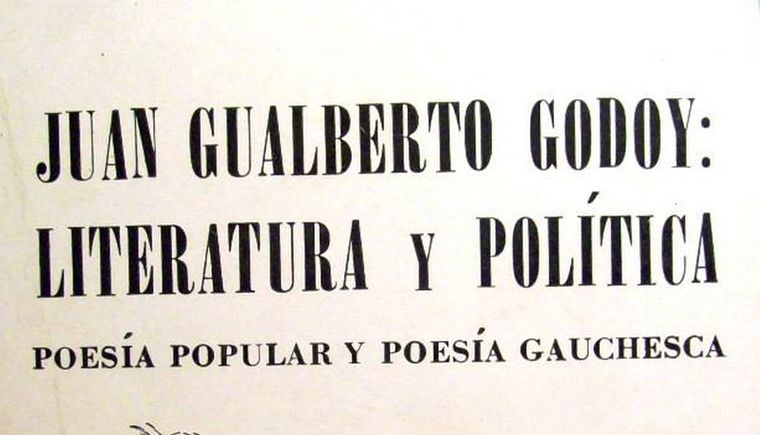 JUAN GUALBERTO GODOY:
LITERATURA Y POLÍTICA
POESÍA POPULAR Y POESÍA GAUCHESCA